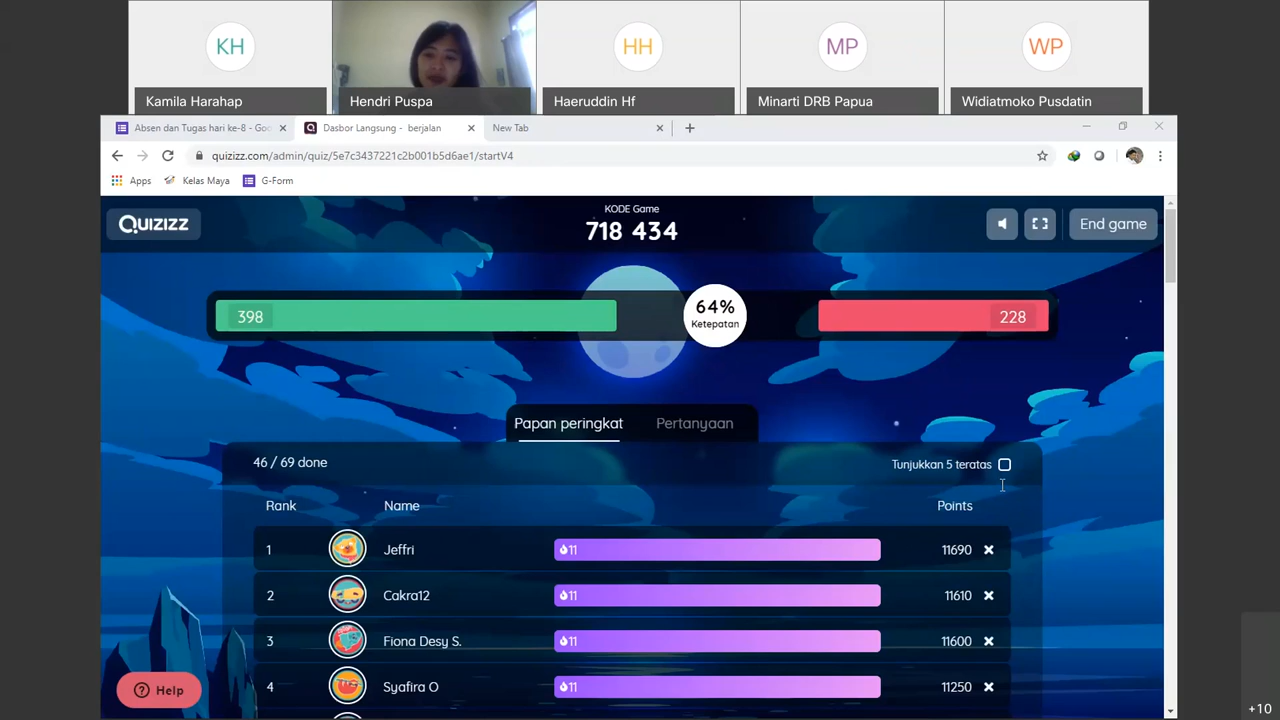 KH
HH
MP
WP
Kamila Harahap
Hendri Puspa
Haeruddin Hf
Minarti DRB Papua
Widiatmoko Pusdatin
Absen dan Tugas hari ke-8 - Goo
Dasbor Langsung - berjalan
New Tab
quizizz.com/admin/quiz/5e7c3437221c2b001b5d6ae1/startV4
Apps
Kelas Maya
G-Form
Quizizz
KODE Game
718 434
End game
398
64%
Ketepatan
228
Papan peringkat
Pertanyaan
46 / 69 done
Tunjukkan 5 teratas
Rank Name Points
1 Jeffri 11 11690
2 Cakra12 11 11610
3 Fiona Desy S. 11 11600
4 Syafira O 11 11250
Help
+10